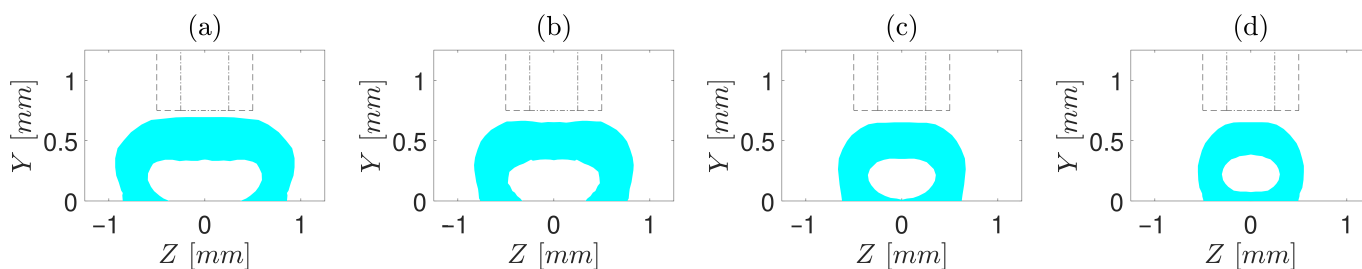 (a) (b) (c) (d)
Y [mm] 1 0.5 0 Y [mm] 1 0.5 0 Y [mm] 1 0.5 0 Y [mm] 1 0.5 0
−1 0 1 −1 0 1 −1 0 1 −1 0 1
Z [mm] Z [mm] Z [mm] Z [mm]